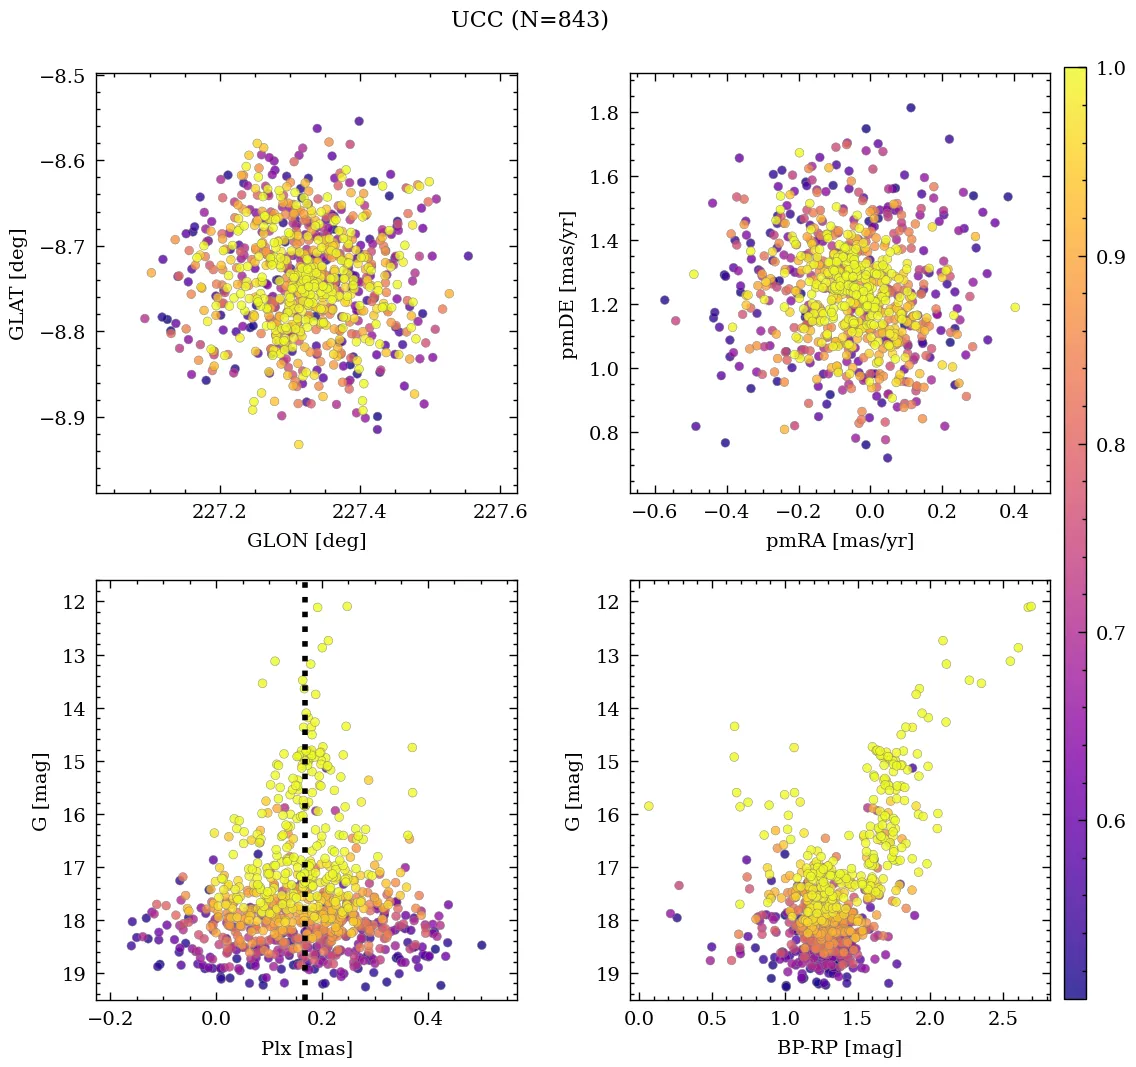 UCC (N=843)
−8.5
−8.6
−8.7
−8.8
−8.9
GLAT [deg]
227.2 227.4 227.6
GLON [deg]
1.8
1.6
1.4
1.2
1.0
0.8
pmDE [mas/yr]
−0.6 −0.4 −0.2 0.0 0.2 0.4
pmRA [mas/yr]
12
13
14
15
16
17
18
19
G [mag]
−0.2 0.0 0.2 0.4
Plx [mas]
12
13
14
15
16
17
18
19
G [mag]
0.0 0.5 1.0 1.5 2.0 2.5
BP-RP [mag]
1.0
0.9
0.8
0.7
0.6